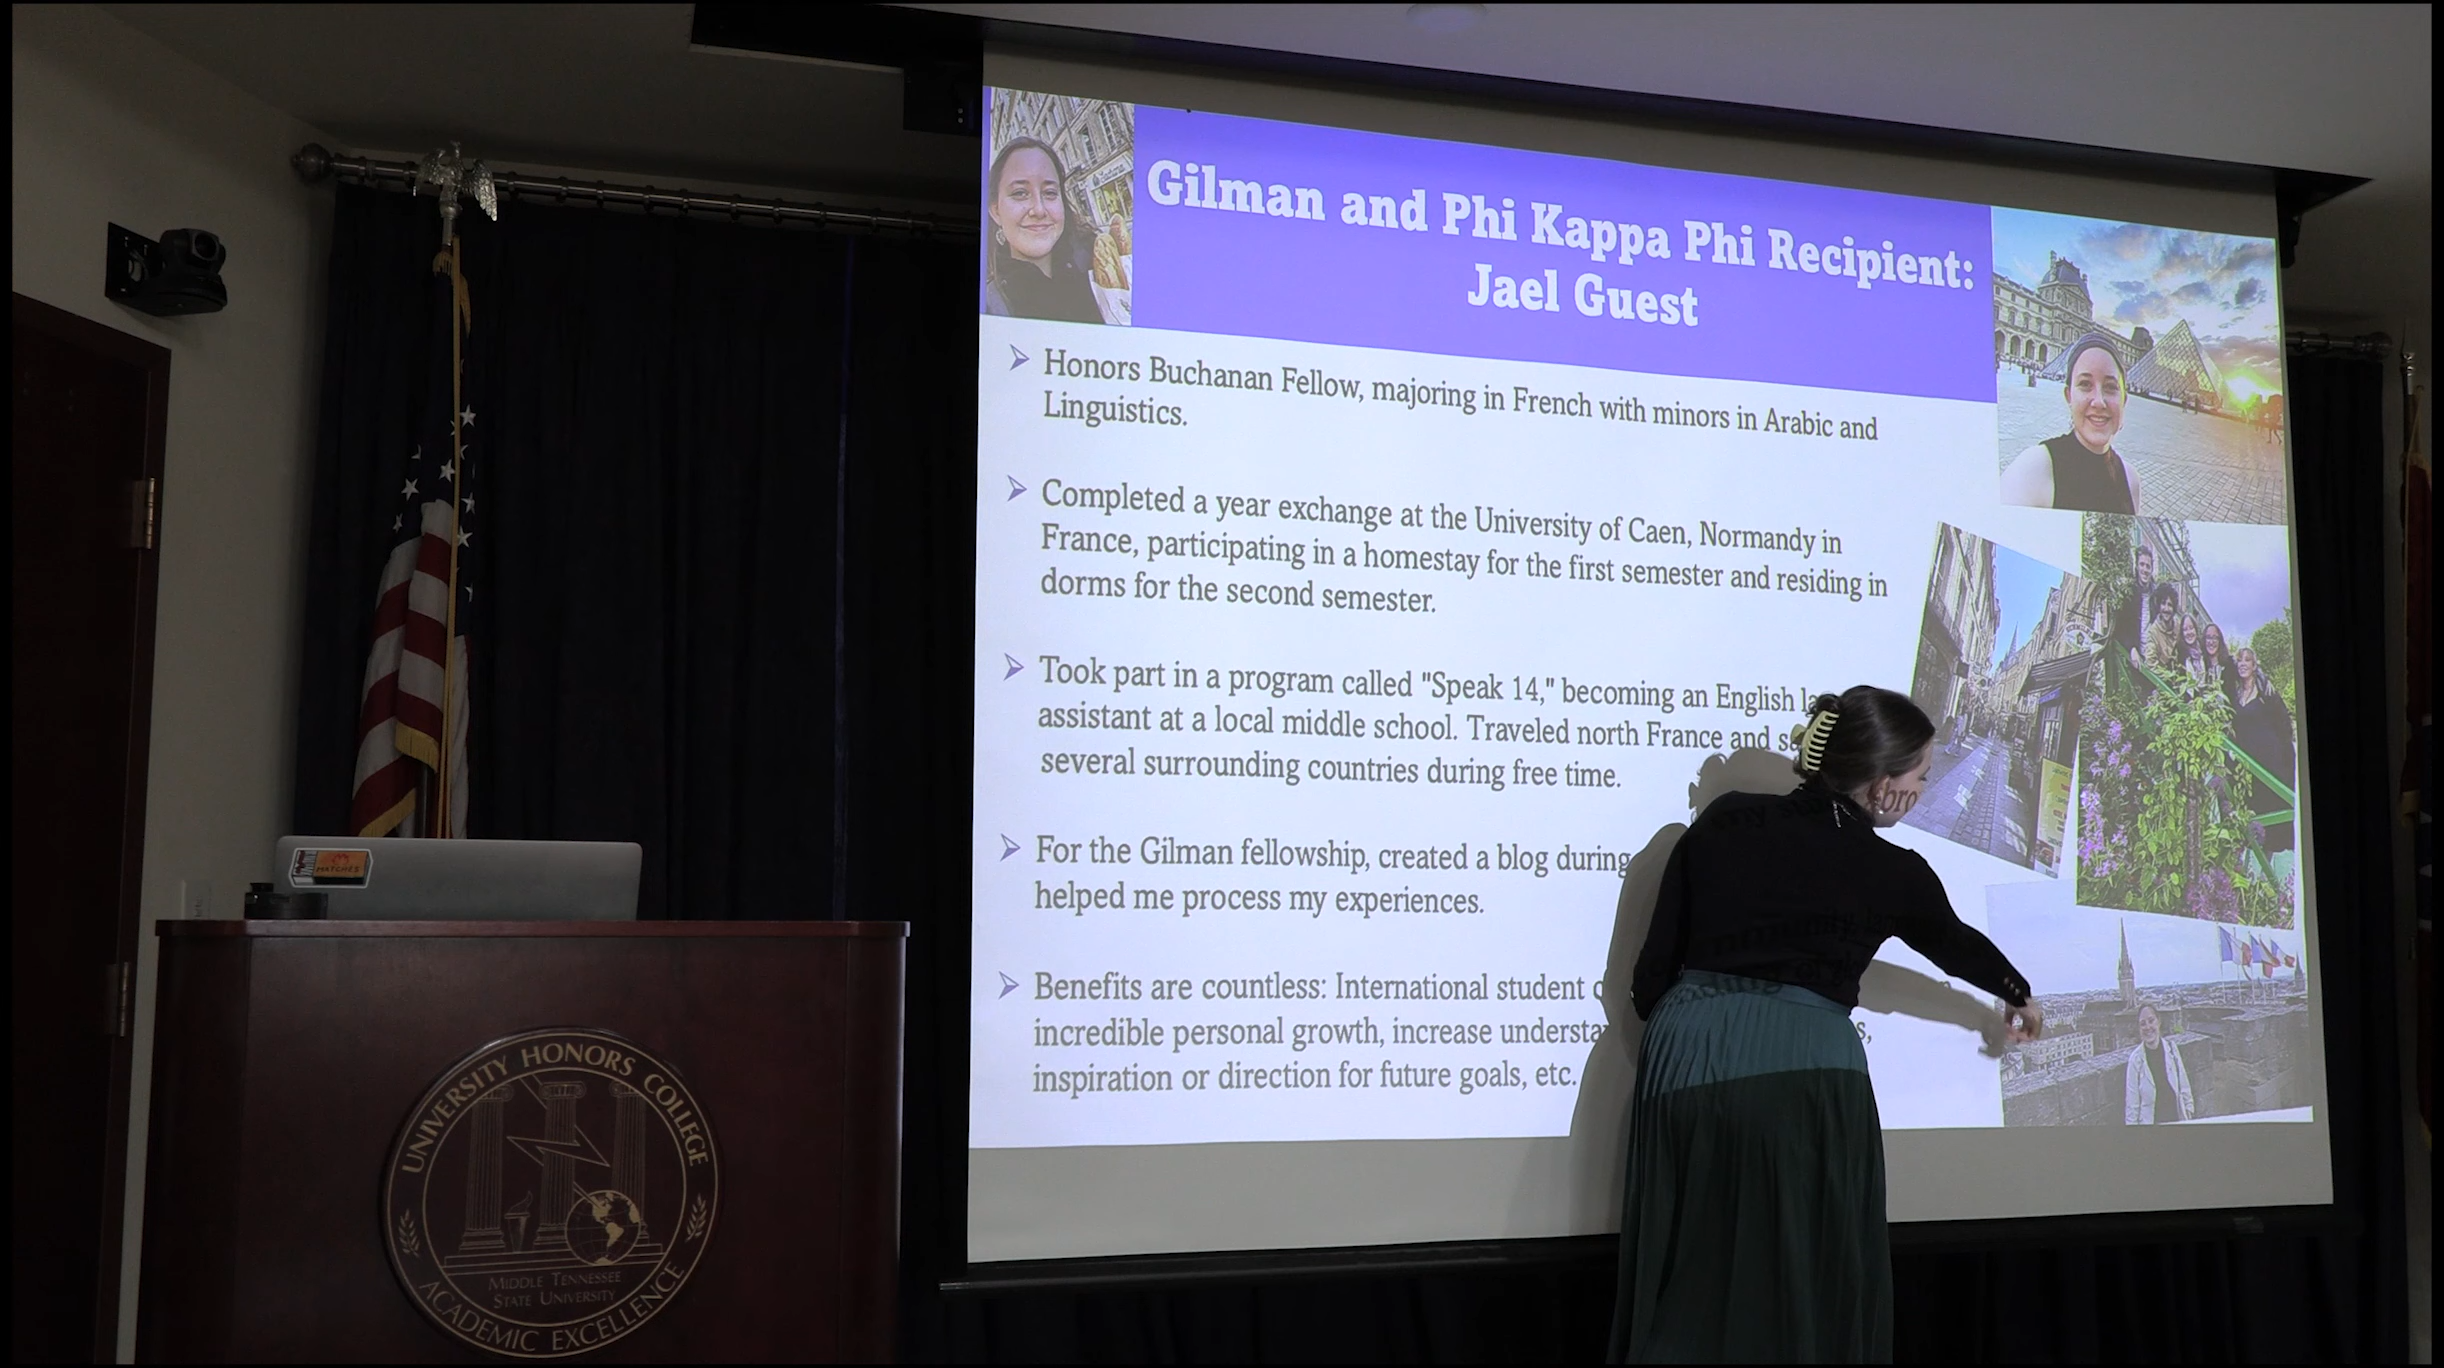 Gilman and Phi Kappa Phi Recipient:
Jael Guest
Honors Buchanan Fellow, majoring in French with minors in Arabic and
Linguistics.
Completed a year exchange at the University of Caen, Normandy in
France, participating in a homestay for the first semester and residing in
dorms for the second semester.
Took part in a program called "Speak 14," becoming an English
assistant at a local middle school. Traveled north France and
several surrounding countries during free time.
For the Gilman fellowship, created a blog during
helped me process my experiences.
Benefits are countless: International student
incredible personal growth, increase
inspiration or direction for future goals, etc.
MATCHES
UNIVERSITY HONORS COLLEGE
MIDDLE TENNESSEE
STATE UNIVERSITY
ACADEMIC EXCELLENCE